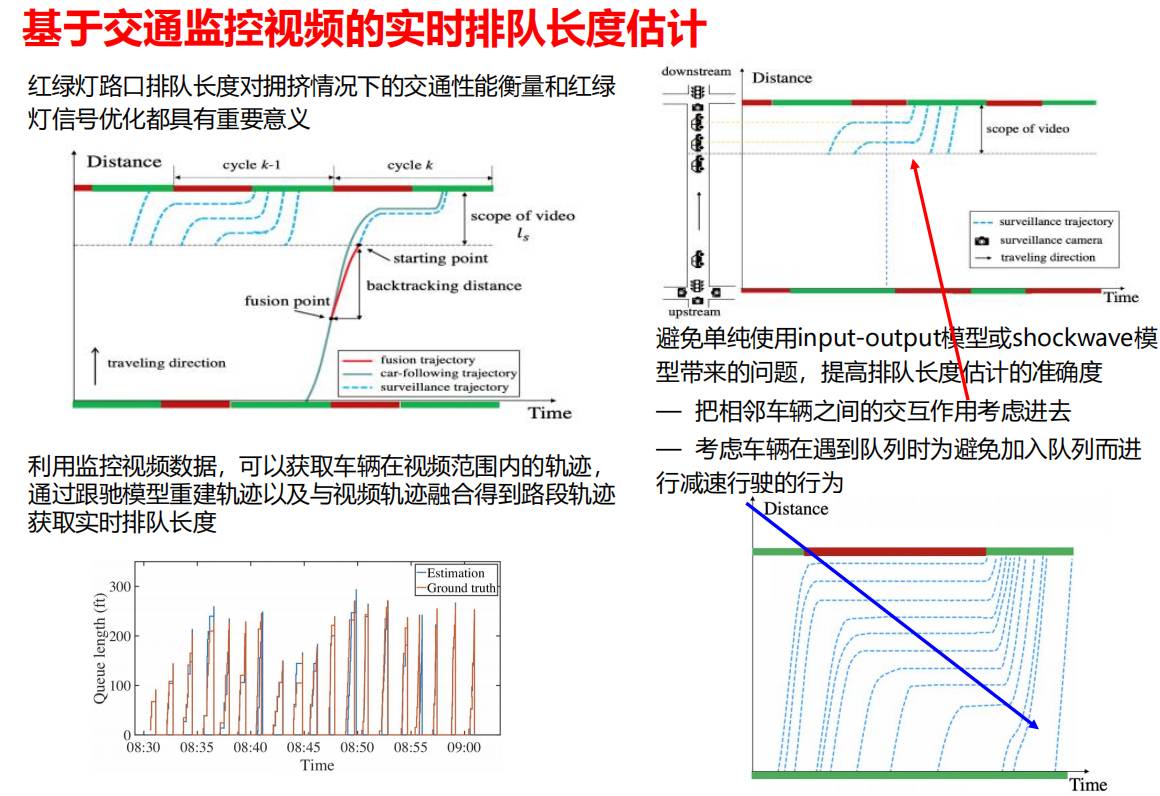 基于交通监控视频的实时排队长度估计
红绿灯路口排队长度对拥挤情况下的交通性能衡量和红绿
灯信号优化都具有重要意义
Distance
cycle k-1
cycle k
scope of video
lₛ
starting point
backtracking distance
fusion point
traveling direction
fusion trajectory
car-following trajectory
surveillance trajectory
Time
利用监控视频数据，可以获取车辆在视频范围内的轨迹，
通过跟驰模型重建轨迹以及与视频轨迹融合得到路段轨迹
获取实时排队长度
Queue length (ft)
300
200
100
0
Estimation
Ground truth
08:30 08:35 08:40 08:45 08:50 08:55 09:00
Time
downstream
Distance
scope of video
surveillance trajectory
surveillance camera
traveling direction
Time
upstream
避免单纯使用input-output模型或shockwave模
型带来的问题，提高排队长度估计的准确度
— 把相邻车辆之间的交互作用考虑进去
— 考虑车辆在遇到队列时为避免加入队列而进
行减速行驶的行为
Distance
Time